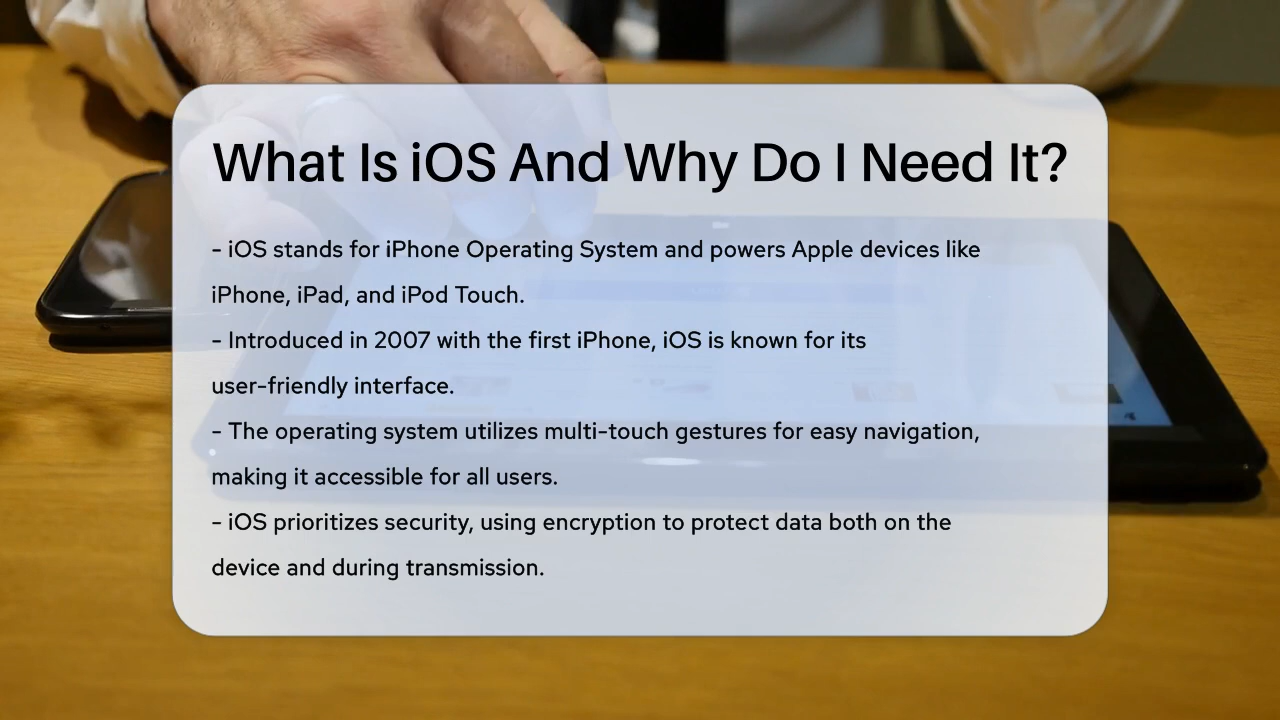 What Is iOS And Why Do I Need It?
- iOS stands for iPhone Operating System and powers Apple devices like
iPhone, iPad, and iPod Touch.
- Introduced in 2007 with the first iPhone, iOS is known for its
user-friendly interface.
- The operating system utilizes multi-touch gestures for easy navigation,
making it accessible for all users.
- iOS prioritizes security, using encryption to protect data both on the
device and during transmission.